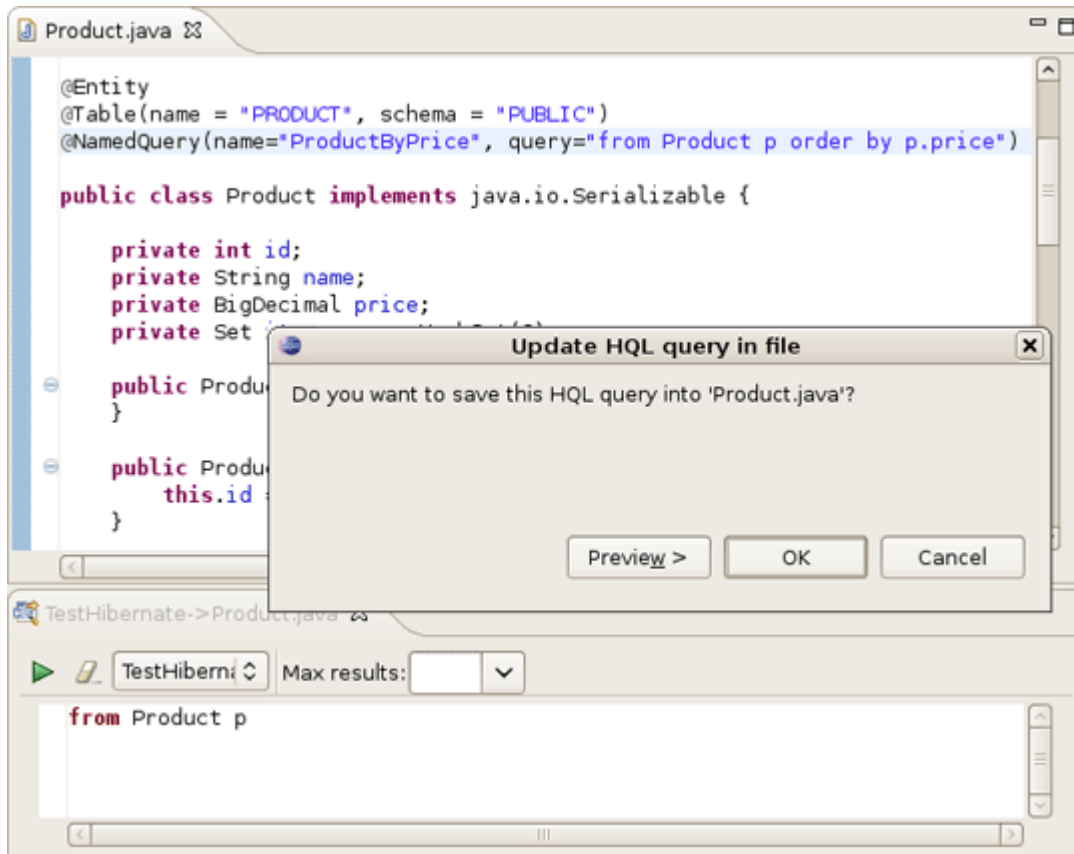 Product.java
@Entity
@Table(name = "PRODUCT", schema = "PUBLIC")
@NamedQuery(name="ProductByPrice", query="from Product p order by p.price")
public class Product implements java.io.Serializable {
private int id;
private String name;
private BigDecimal price;
private Set
Update HQL query in file
public Produ
Do you want to save this HQL query into 'Product.java'?
}
public Produ
this.id =
}
Preview > OK Cancel
TestHibernate->Product.java
TestHiberna Max results:
from Product p